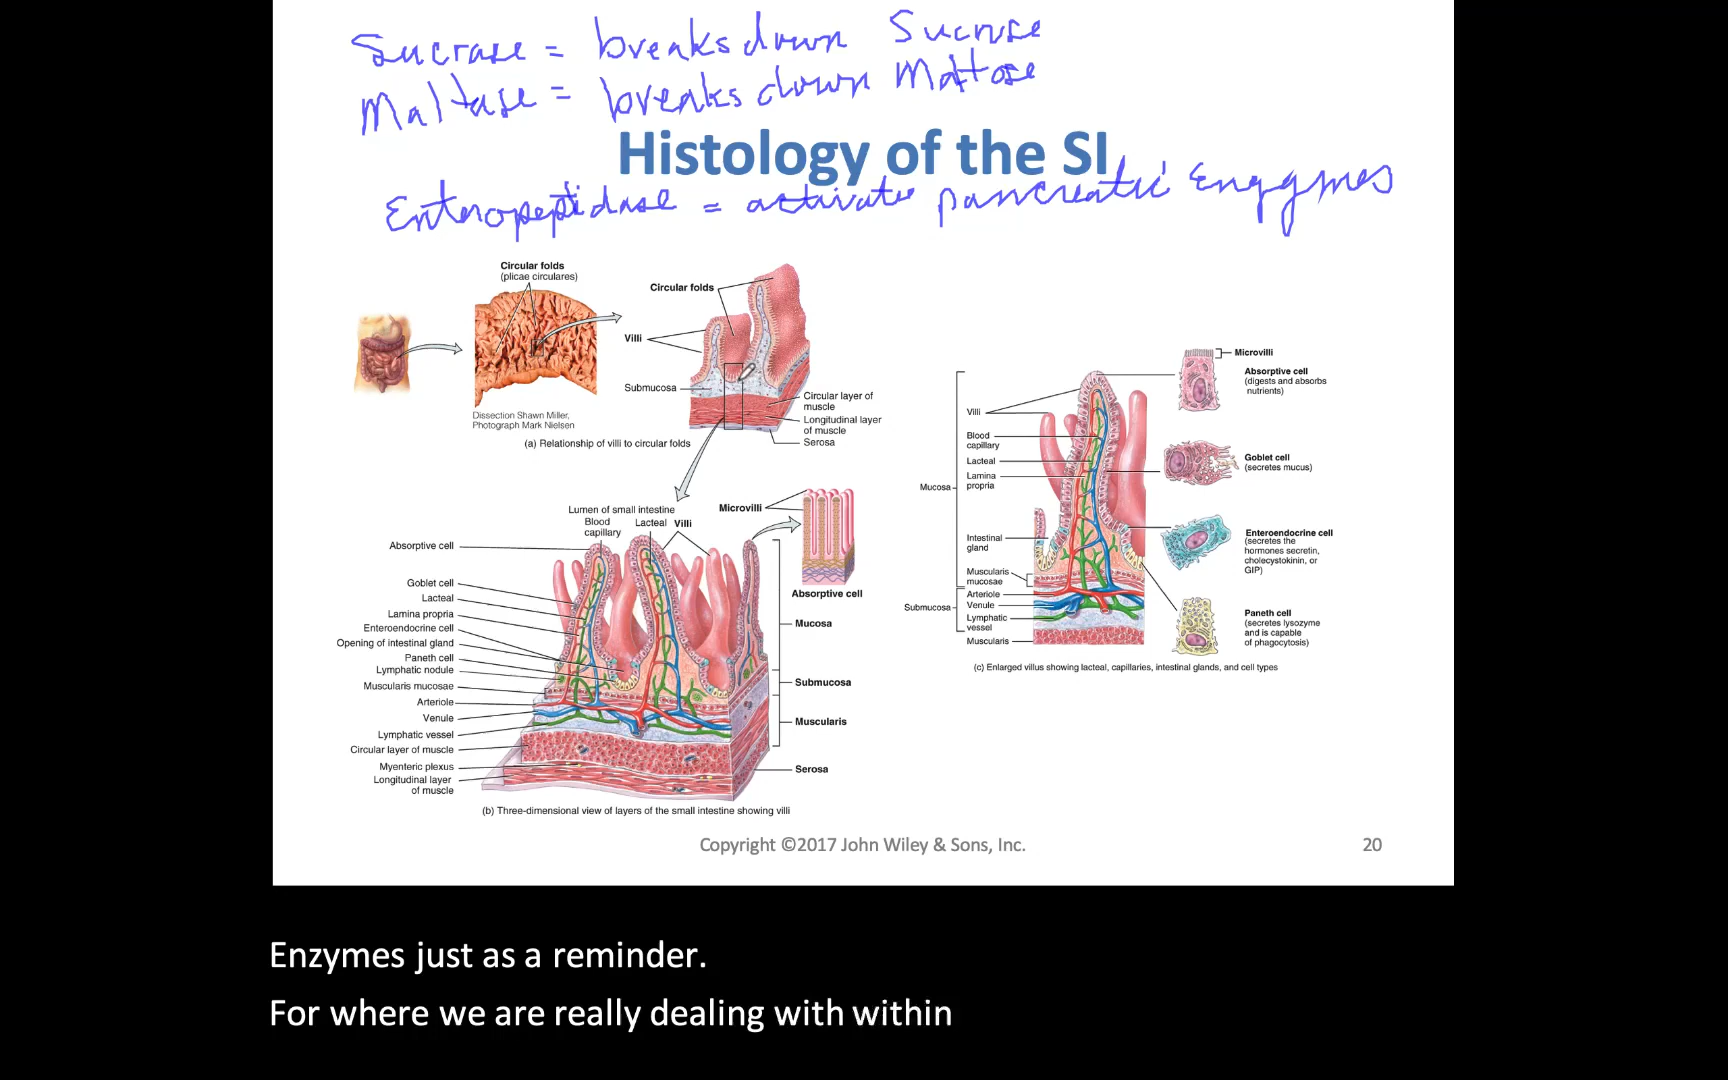 Sucrase = breaks down Sucrose
Maltase = breaks down Maltose
Histology of the SI
Enteropeptidase = activate pancreatic Enzymes
Circular folds
(plicae circulares)
Dissection Shawn Miller,
Photograph Mark Nielsen
Circular folds
Villi
Submucosa
Circular layer of
muscle
Longitudinal layer
of muscle
Serosa
(a) Relationship of villi to circular folds
Lumen of small intestine
Blood
capillary
Lacteal
Villi
Microvilli
Absorptive cell
Absorptive cell
Goblet cell
Lacteal
Lamina propria
Enteroendocrine cell
Opening of intestinal gland
Paneth cell
Lymphatic nodule
Muscularis mucosae
Arteriole
Venule
Lymphatic vessel
Circular layer of muscle
Myenteric plexus
Longitudinal layer
of muscle
Mucosa
Submucosa
Muscularis
Serosa
(b) Three-dimensional view of layers of the small intestine showing villi
Villi
Blood
capillary
Lacteal
Lamina
propria
Mucosa
Intestinal
gland
Muscularis
mucosae
Arteriole
Submucosa
Venule
Lymphatic
vessel
Muscularis
Microvilli
Absorptive cell
(digests and absorbs
nutrients)
Goblet cell
(secretes mucus)
Enteroendocrine cell
(secretes the
hormones secretin,
cholecystokinin, or
GIP)
Paneth cell
(secretes lysozyme
and is capable
of phagocytosis)
(c) Enlarged villus showing lacteal, capillaries, intestinal glands, and cell types
Copyright ©2017 John Wiley & Sons, Inc.
20
Enzymes just as a reminder.
For where we are really dealing with within